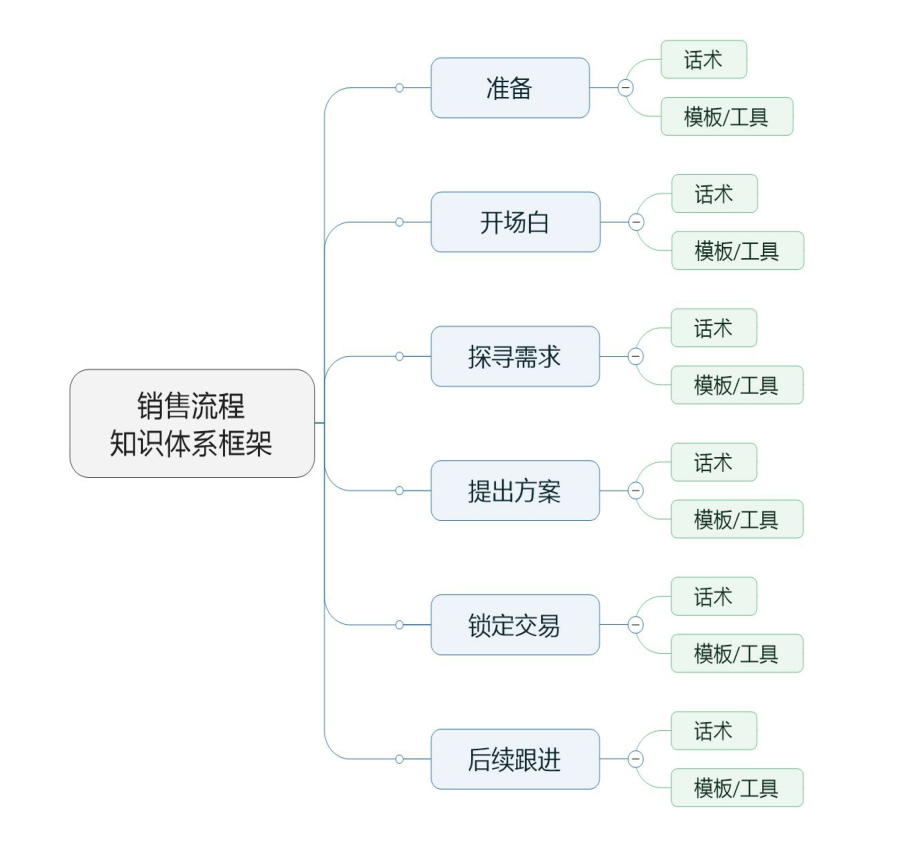 销售流程
知识体系框架
准备
话术
模板/工具
开场白
话术
模板/工具
探寻需求
话术
模板/工具
提出方案
话术
模板/工具
锁定交易
话术
模板/工具
后续跟进
话术
模板/工具